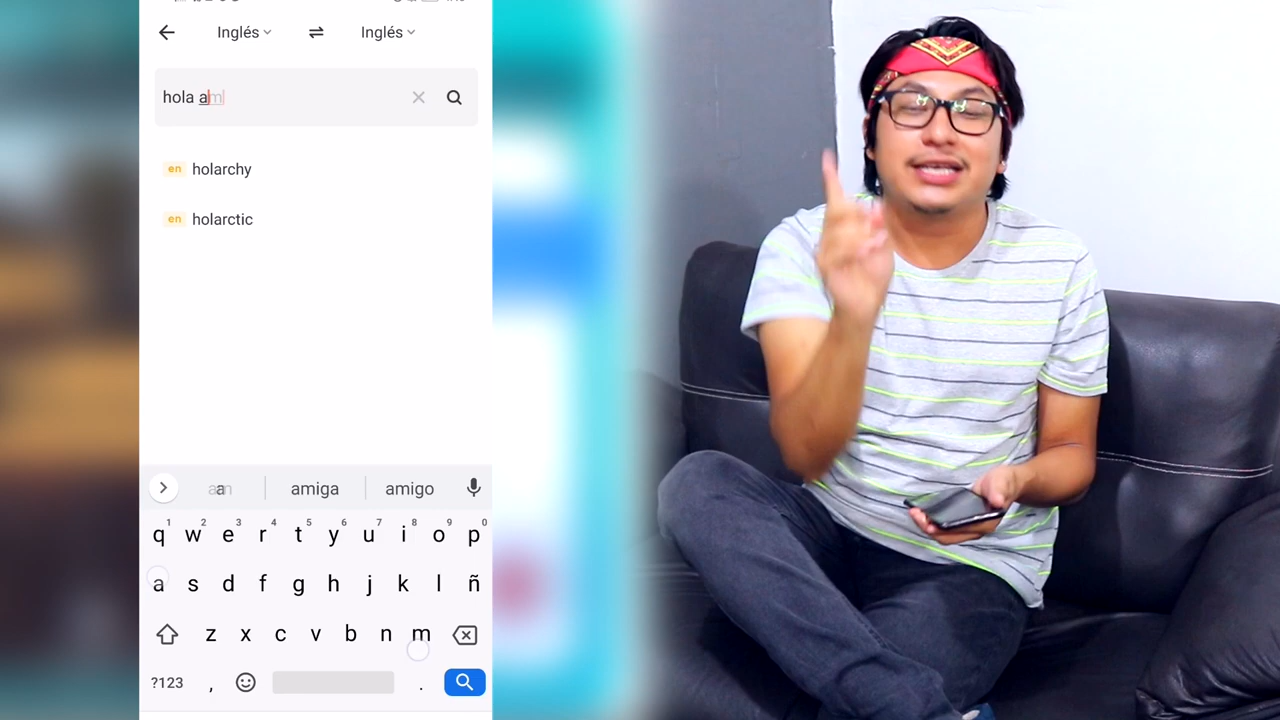 Inglés Inglés
hola am
en holarchy
en holarctic
amiga amigo
1 2 3 4 5 6 7 8 9 0
q w e r t y u i o p
a s d f g h j k l ñ
z x c v b n m
?123 , .